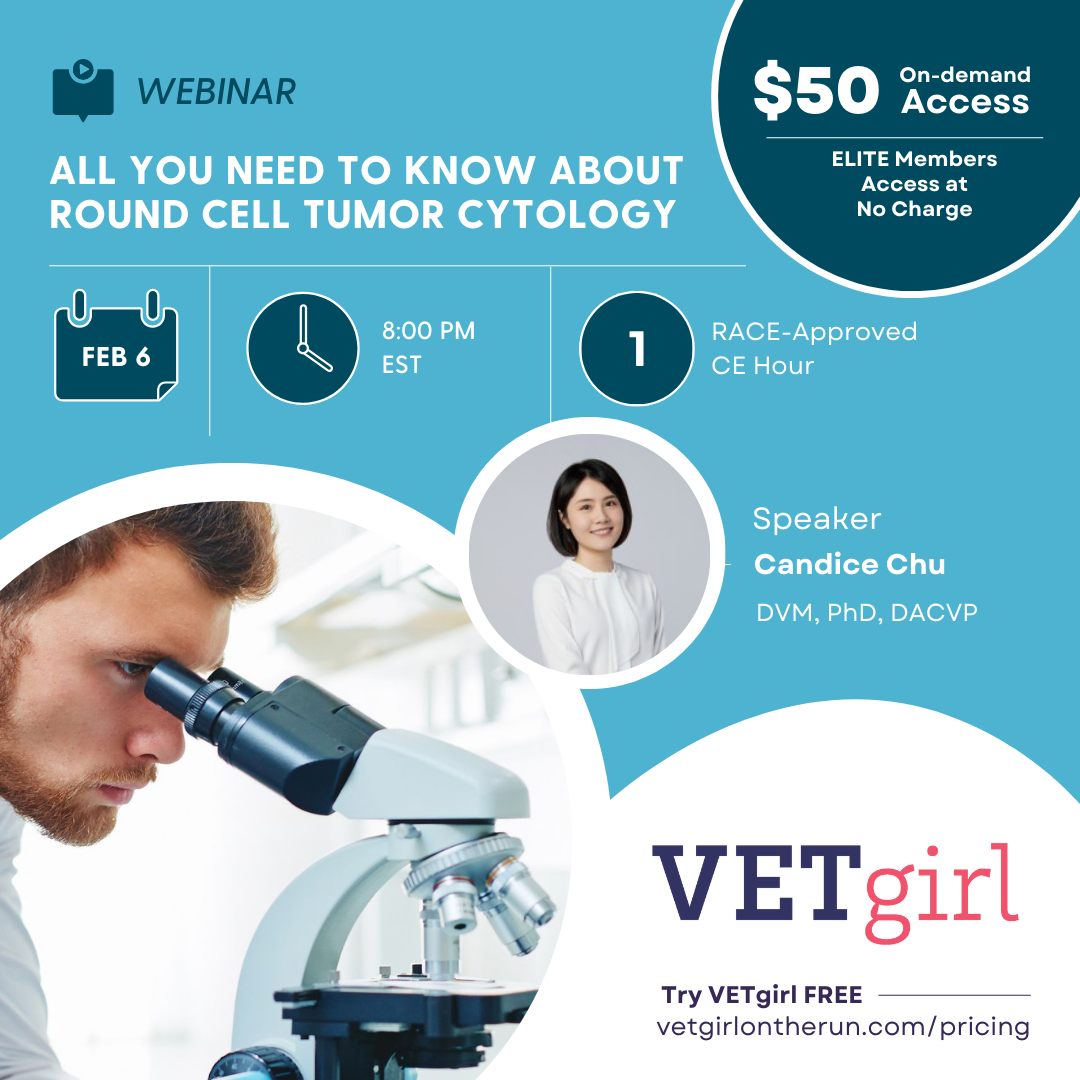 WEBINAR
ALL YOU NEED TO KNOW ABOUT
ROUND CELL TUMOR CYTOLOGY
$50
On-demand
Access
ELITE Members
Access at
No Charge
FEB 6
8:00 PM
EST
1
RACE-Approved
CE Hour
Speaker
Candice Chu
DVM, PhD, DACVP
VETgirl
Try VETgirl FREE
vetgirlontherun.com/pricing